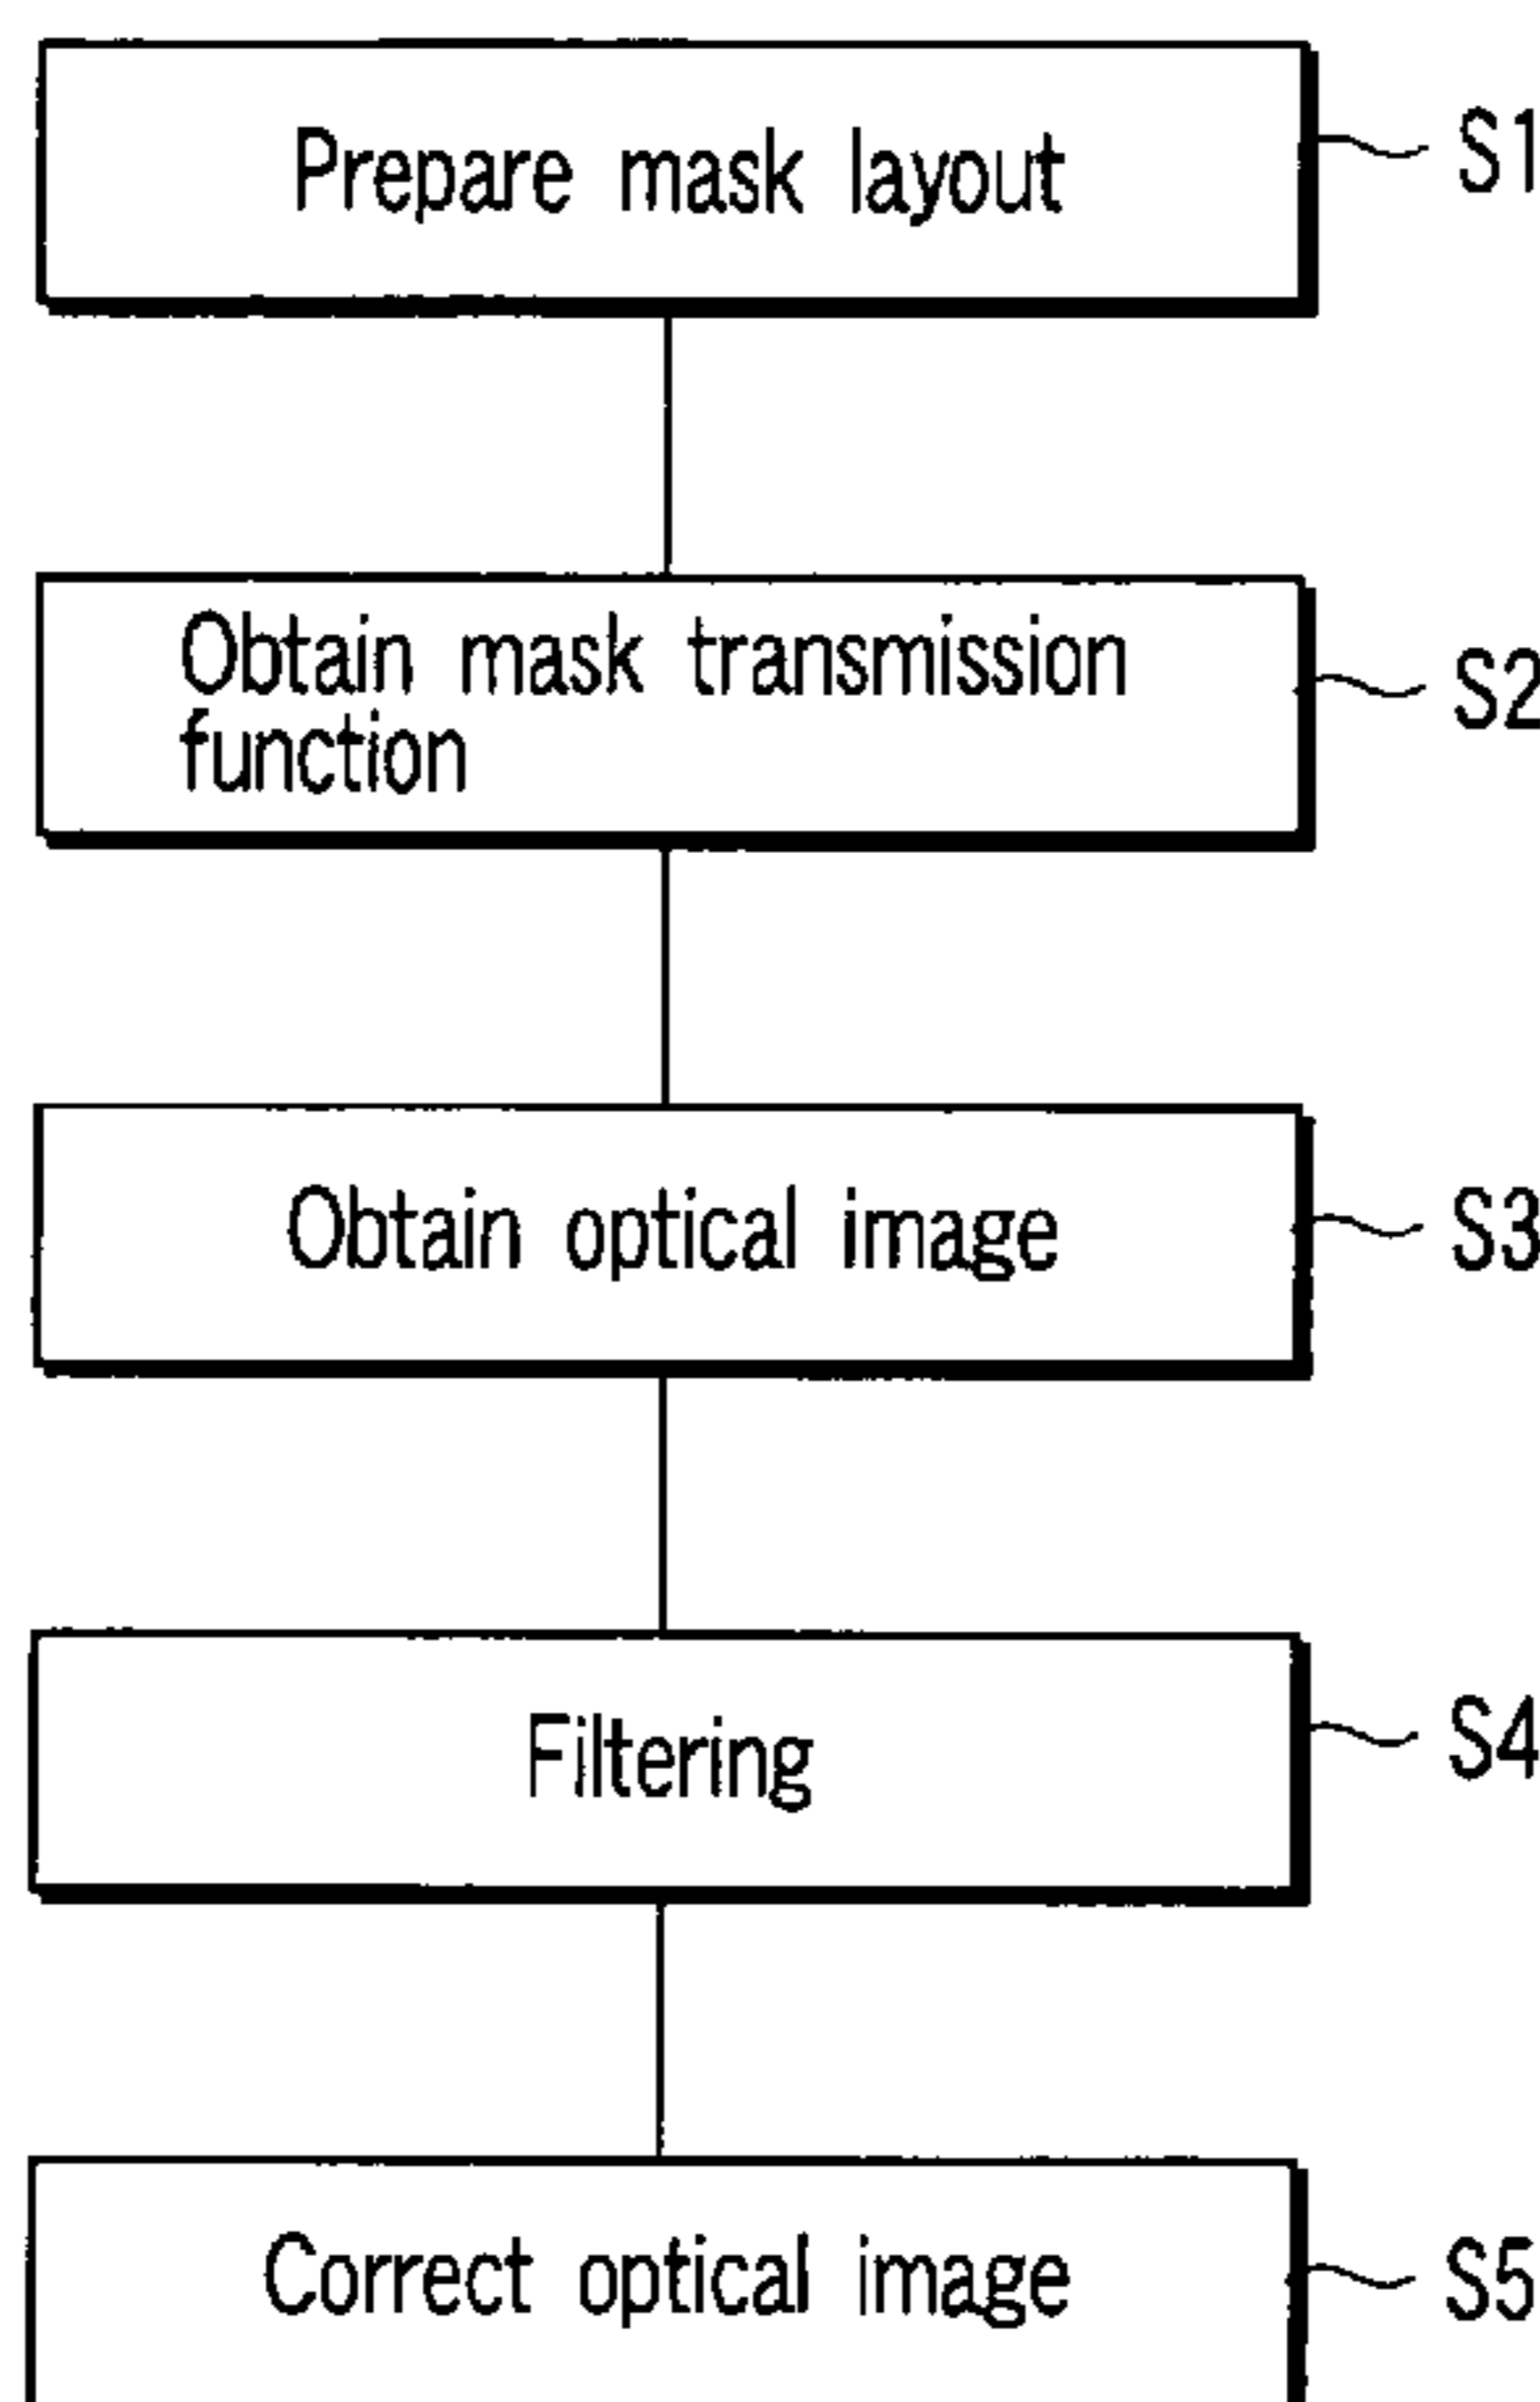 Prepare mask layout S1
Obtain mask transmission S2
function
Obtain optical image S3
Filtering S4
Correct optical image S5